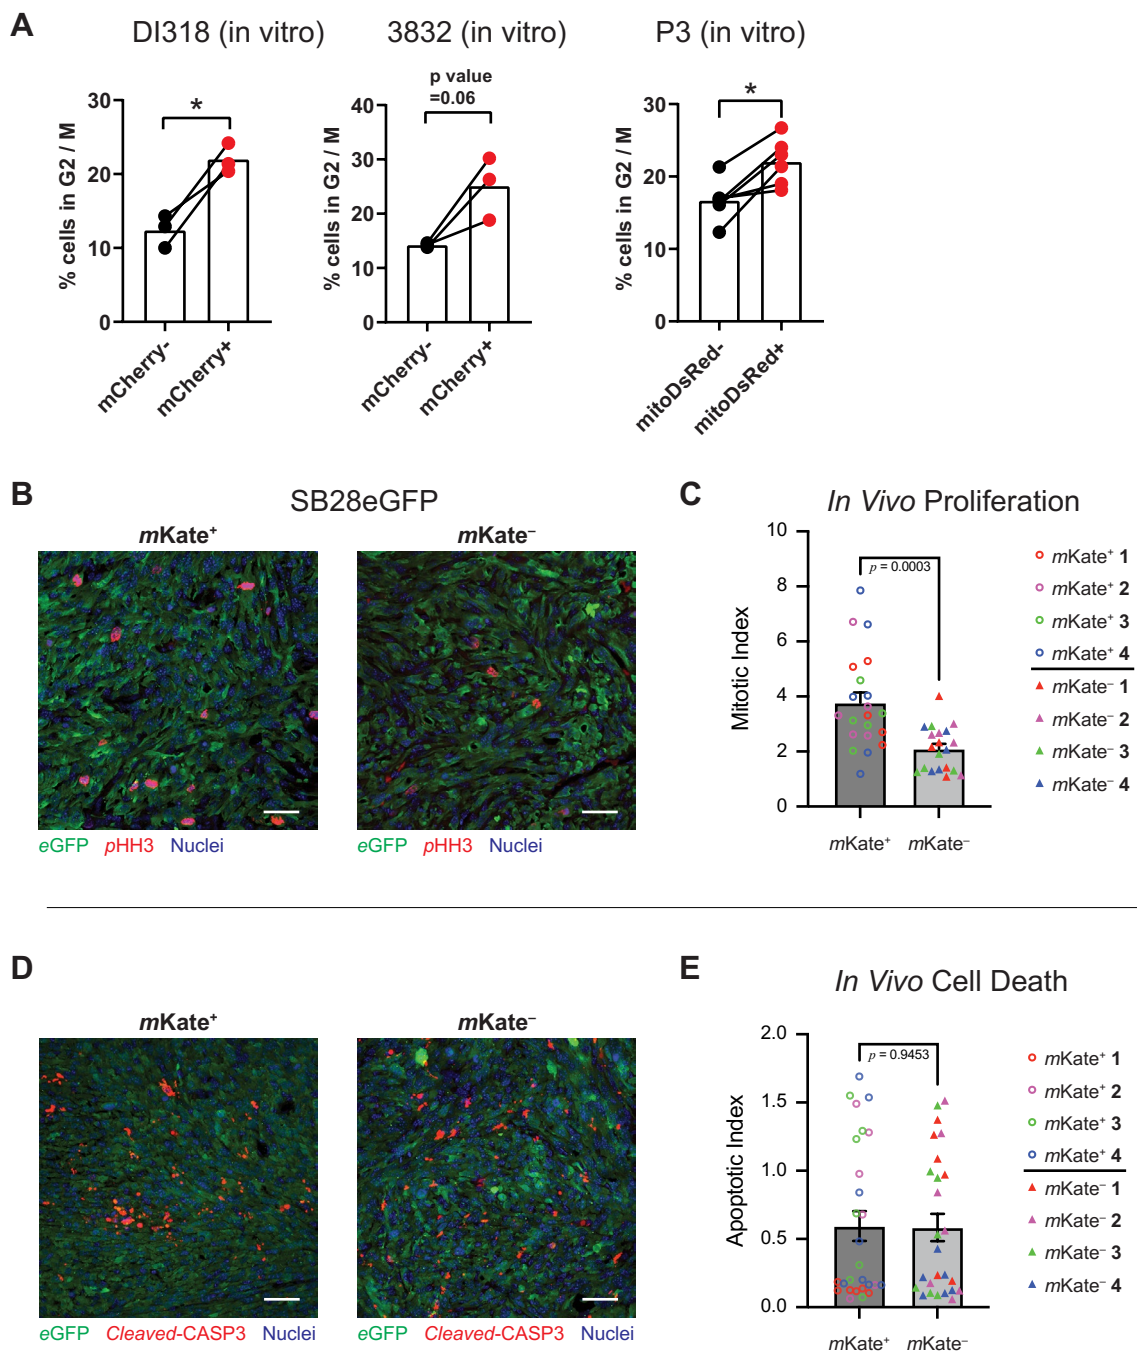 A
DI318 (in vitro)
3832 (in vitro)
P3 (in vitro)
% cells in G2 / M
30
20
10
0
*
mCherry-
mCherry+
% cells in G2 / M
40
30
20
10
0
p value
=0.06
mCherry-
mCherry+
% cells in G2 / M
30
20
10
0
*
mitoDsRed-
mitoDsRed+
B
SB28eGFP
mKate⁺
mKate⁻
eGFP pHH3 Nuclei
eGFP pHH3 Nuclei
C
In Vivo Proliferation
Mitotic Index
10
8
6
4
2
0
p = 0.0003
mKate⁺
mKate⁻
mKate⁺ 1
mKate⁺ 2
mKate⁺ 3
mKate⁺ 4
mKate⁻ 1
mKate⁻ 2
mKate⁻ 3
mKate⁻ 4
D
mKate⁺
mKate⁻
eGFP Cleaved-CASP3 Nuclei
eGFP Cleaved-CASP3 Nuclei
E
In Vivo Cell Death
Apoptotic Index
2.0
1.5
1.0
0.5
0.0
p = 0.9453
mKate⁺
mKate⁻
mKate⁺ 1
mKate⁺ 2
mKate⁺ 3
mKate⁺ 4
mKate⁻ 1
mKate⁻ 2
mKate⁻ 3
mKate⁻ 4